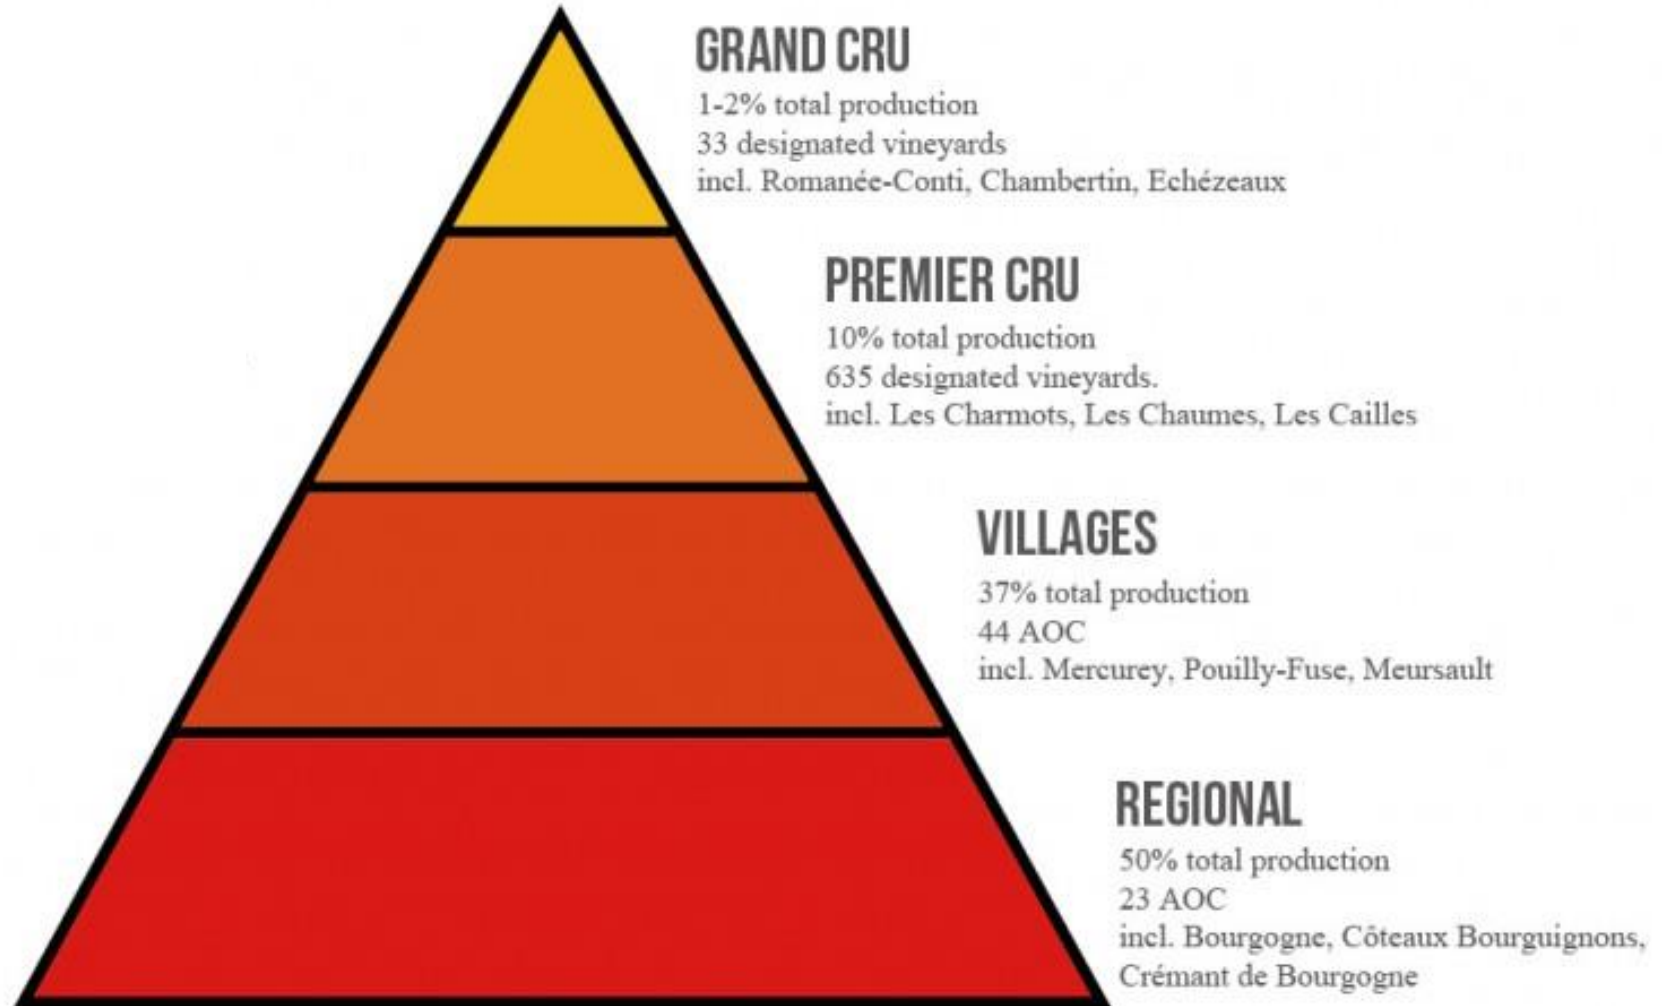 GRAND CRU
1-2% total production
33 designated vineyards
incl. Romanée-Conti, Chambertin, Echézeaux
PREMIER CRU
10% total production
635 designated vineyards.
incl. Les Charmots, Les Chaumes, Les Cailles
VILLAGES
37% total production
44 AOC
incl. Mercurey, Pouilly-Fuse, Meursault
REGIONAL
50% total production
23 AOC
incl. Bourgogne, Côteaux Bourguignons,
Crémant de Bourgogne